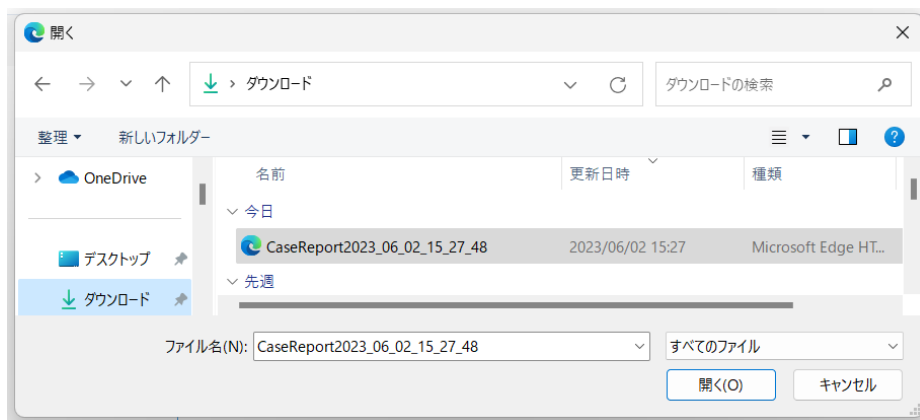 開く
ダウンロード
ダウンロードの検索
整理 新しいフォルダー
名前 更新日時 種類
OneDrive
今日
CaseReport2023_06_02_15_27_48 2023/06/02 15:27 Microsoft Edge HT...
デスクトップ
先週
ダウンロード
ファイル名(N): CaseReport2023_06_02_15_27_48 すべてのファイル
開く(O) キャンセル